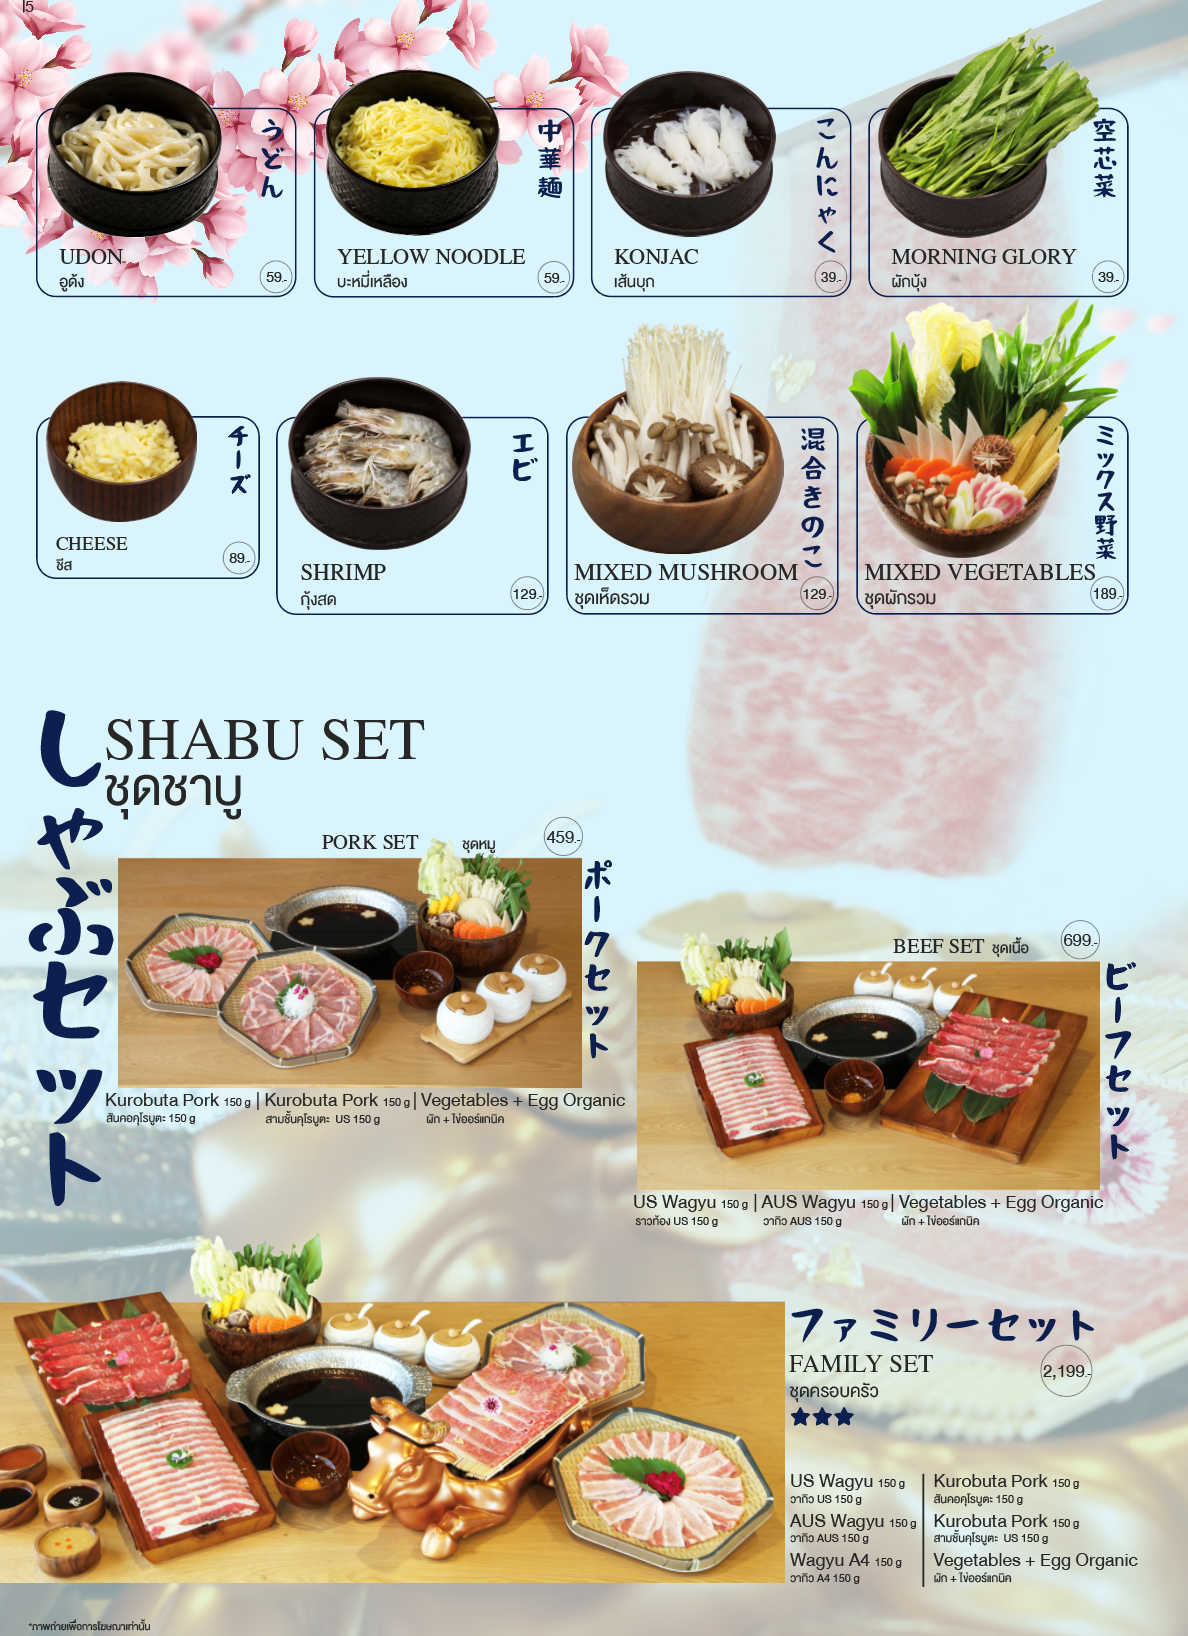 15
うどん
UDON
อูด้ง
59.-
中華麺
YELLOW NOODLE
บะหมี่เหลือง
59.-
こんにゃく
KONJAC
เส้นบุก
39.-
空芯菜
MORNING GLORY
ผักบุ้ง
39.-
チーズ
CHEESE
ชีส
89.-
エビ
SHRIMP
กุ้งสด
129.-
混合きのこ
MIXED MUSHROOM
ชุดเห็ดรวม
129.-
ミックス野菜
MIXED VEGETABLES
ชุดผักรวม
189.-
しゃぶセット
SHABU SET
ชุดชาบู
PORK SET ชุดหมู
459.-
ポークセット
Kurobuta Pork 150 g | Kurobuta Pork 150 g | Vegetables + Egg Organic
สันคอคุโรบูตะ 150 g สามชั้นคุโรบูตะ US 150 g ผัก + ไข่ออร์แกนิค
BEEF SET ชุดเนื้อ
699.-
ビーフセット
US Wagyu 150 g | AUS Wagyu 150 g | Vegetables + Egg Organic
ราวท้อง US 150 g วากิว AUS 150 g ผัก + ไข่ออร์แกนิค
ファミリーセット
FAMILY SET
2,199.-
ชุดครอบครัว
US Wagyu 150 g
วากิว US 150 g
AUS Wagyu 150 g
วากิว AUS 150 g
Wagyu A4 150 g
วากิว A4 150 g
Kurobuta Pork 150 g
สันคอคุโรบูตะ 150 g
Kurobuta Pork 150 g
สามชั้นคุโรบูตะ US 150 g
Vegetables + Egg Organic
ผัก + ไข่ออร์แกนิค
*ภาพถ่ายเพื่อการโฆษณาเท่านั้น